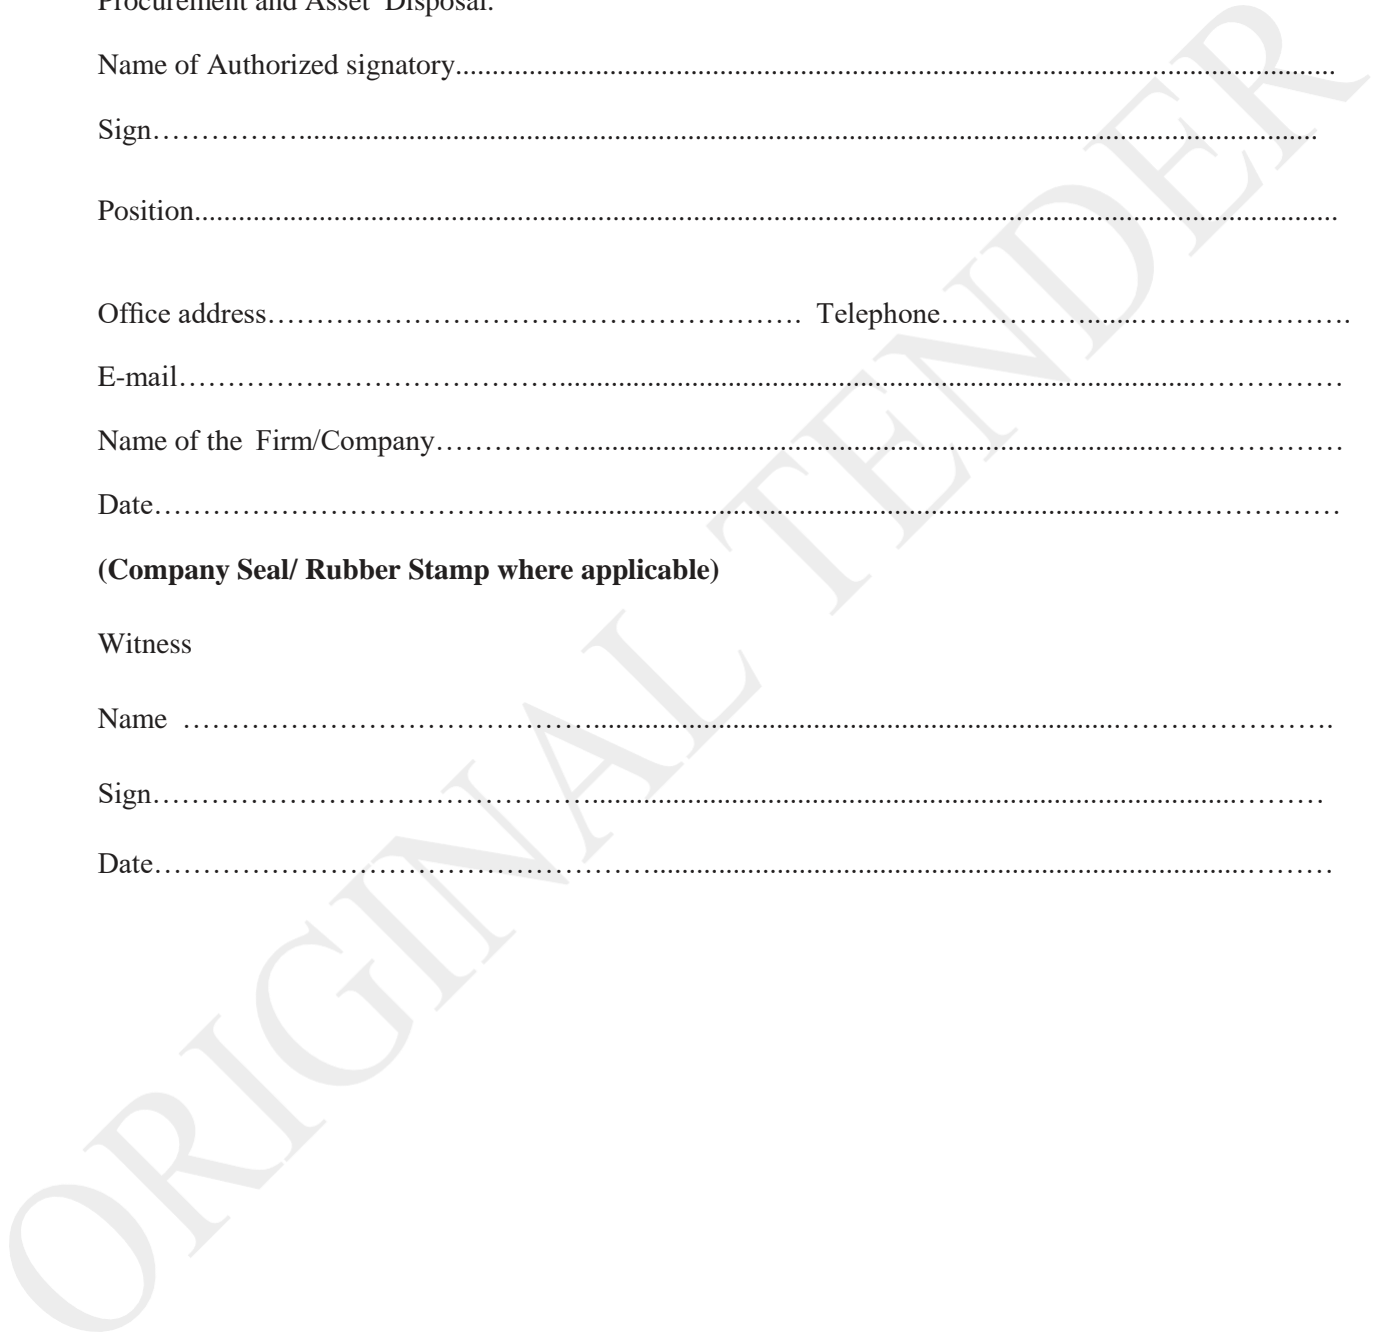 Procurement and Asset Disposal.
Name of Authorized signatory........................................................................................................................
Sign……………...........................................................................................................................................
Position............................................................................................................................................................
Office address………………………………………………. Telephone……………….....………………….
E-mail…………………………………......................................................................................……………
Name of the Firm/Company……………................................................................................………………
Date……………………………………..............................................................................…………………
(Company Seal/ Rubber Stamp where applicable)
Witness
Name ……………………………………........................................................................………………….
Sign……………………………………….......................................................................................………
Date…………………………………………….................................................................................………
ORIGINAL TENDER